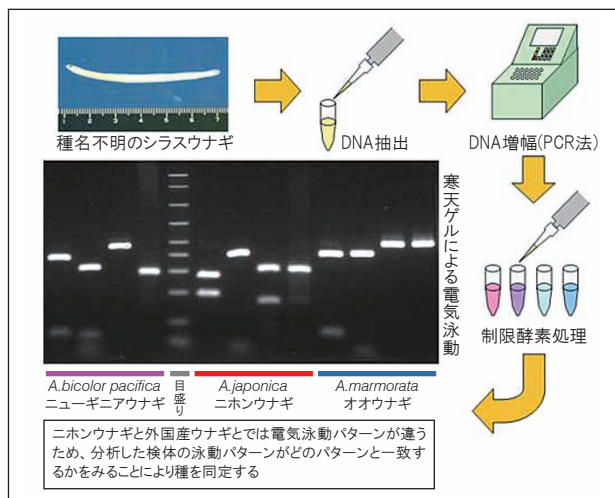 1 2 3 4 5 6 7
種名不明のシラスウナギ
DNA抽出
DNA増幅(PCR法)
寒天ゲルによる電気泳動
制限酵素処理
A.bicolor pacifica
ニューギニアウナギ
目盛り
A.japonica
ニホンウナギ
A.marmorata
オオウナギ
ニホンウナギと外国産ウナギとでは電気泳動パターンが違う
ため、分析した検体の泳動パターンがどのパターンと一致す
るかをみることにより種を同定する